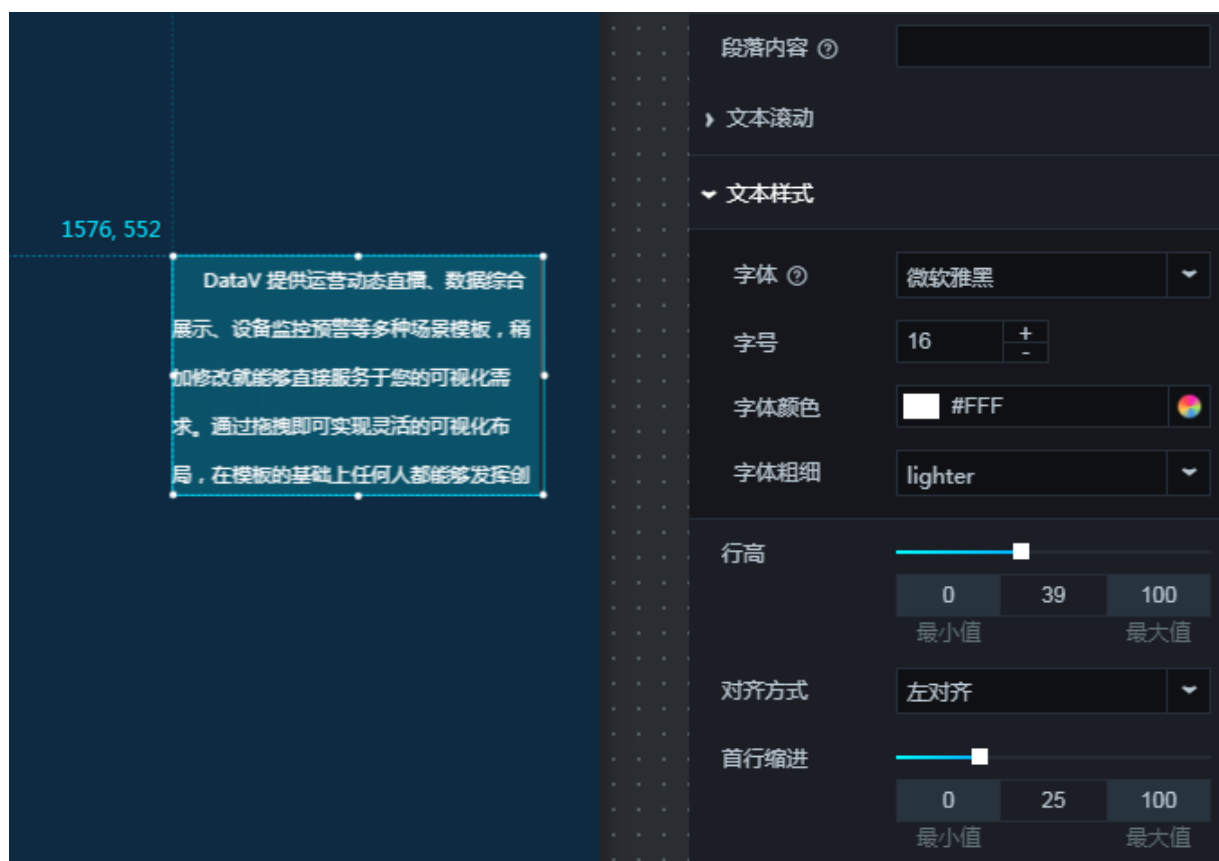 段落内容
文本滚动
文本样式
1576, 552
DataV 提供运营动态直播、数据综合
展示、设备监控预警等多种场景模板，稍
加修改就能够直接服务于您的可视化需
求。通过拖拽即可实现灵活的可视化布
局，在模板的基础上任何人都能够发挥创
字体 ? 微软雅黑
字号 16 + -
字体颜色 #FFF
字体粗细 lighter
行高
0 39 100
最小值 最大值
对齐方式 左对齐
首行缩进
0 25 100
最小值 最大值